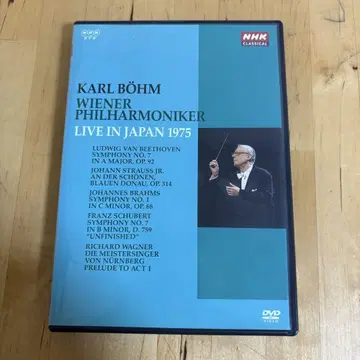 NHK
DVD
NHK
CLASSICAL
KARL BÖHM
WIENER
PHILHARMONIKER
LIVE IN JAPAN 1975
LUDWIG VAN BEETHOVEN
SYMPHONY NO. 7
IN A MAJOR, OP. 92
JOHANN STRAUSS JR.
AN DER SCHÖNEN,
BLAUEN DONAU, OP. 314
JOHANNES BRAHMS
SYMPHONY NO. 1
IN C MINOR, OP. 68
FRANZ SCHUBERT
SYMPHONY NO. 7
IN B MINOR, D. 759
"UNFINISHED"
RICHARD WAGNER
DIE MEISTERSINGER
VON NÜRNBERG
PRELUDE TO ACT 1
DVD
VIDEO